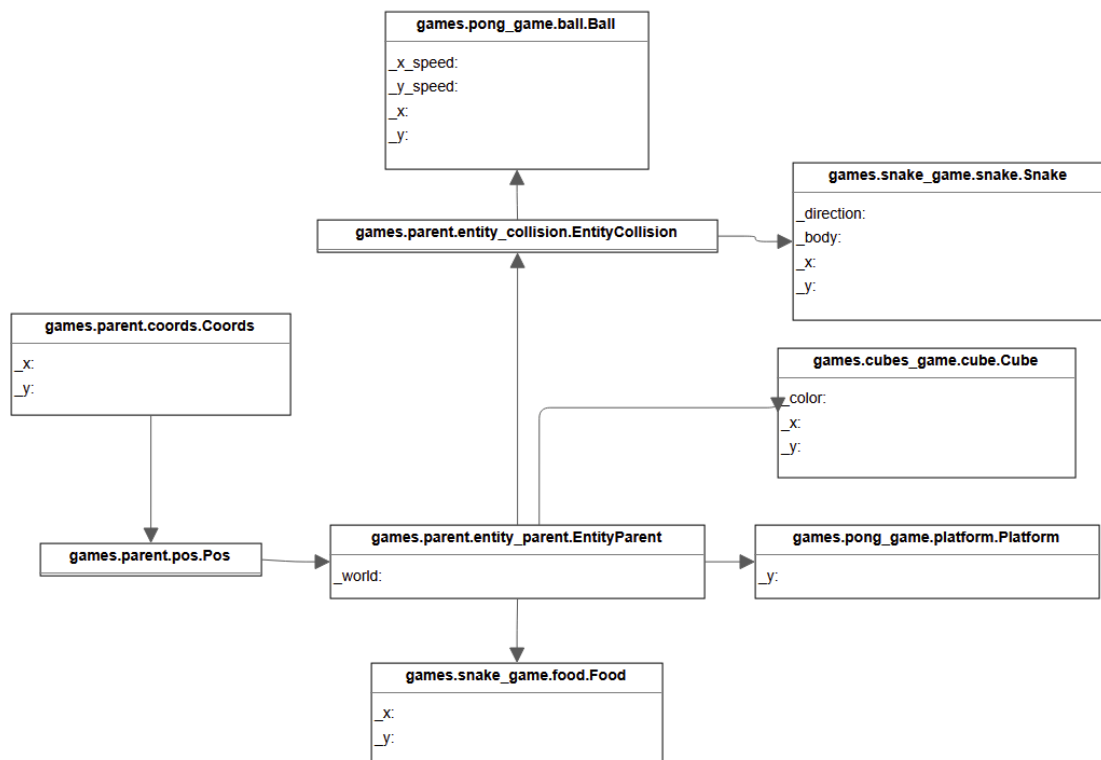 games.pong_game.ball.Ball
_x_speed:
_y_speed:
_x:
_y:
games.snake_game.snake.Snake
_direction:
_body:
_x:
_y:
games.parent.entity_collision.EntityCollision
games.parent.coords.Coords
_x:
_y:
games.cubes_game.cube.Cube
_color:
_x:
_y:
games.parent.pos.Pos
games.parent.entity_parent.EntityParent
_world:
games.pong_game.platform.Platform
_y:
games.snake_game.food.Food
_x:
_y: